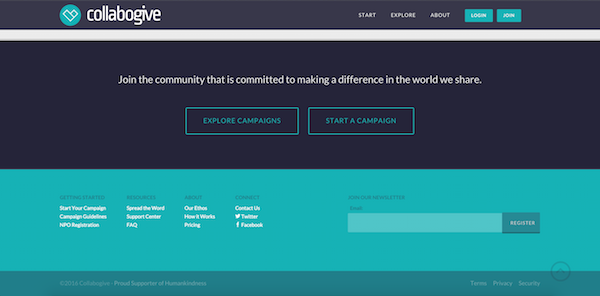 collabogive
START EXPLORE ABOUT LOGIN JOIN
Join the community that is committed to making a difference in the world we share.
EXPLORE CAMPAIGNS START A CAMPAIGN
GETTING STARTED RESOURCES ABOUT CONNECT JOIN OUR NEWSLETTER
Start Your Campaign Spread the Word Our Ethos Contact Us Email
Campaign Guidelines Support Center How it Works Twitter
NPO Registration FAQ Pricing Facebook
REGISTER
©2016 Collabogive - Proud Supporter of Humankindness Terms Privacy Security